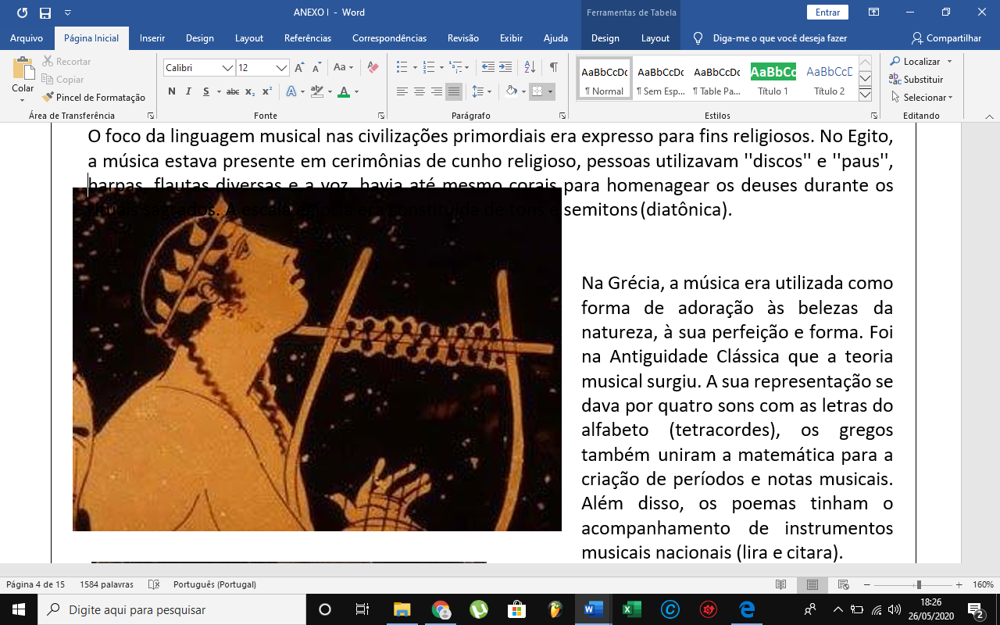 ANEXO I - Word
Ferramentas de Tabela
Entrar
Arquivo Página Inicial Inserir Design Layout Referências Correspondências Revisão Exibir Ajuda Design Layout Diga-me o que você deseja fazer Compartilhar
Colar
Recortar
Copiar
Pincel de Formatação
Área de Transferência
Calibri 12
Aa
N I S abc x₂ x² A A
Fonte
Parágrafo
AaBbCcDc AaBbCcDc AaBbCcDc AaBbCc AaBbCcD
¶ Normal ¶ Sem Esp... ¶ Table Pa... Título 1 Título 2
Estilos
Localizar
Substituir
Selecionar
Editando
O foco da linguagem musical nas civilizações primordiais era expresso para fins religiosos. No Egito,
a música estava presente em cerimônias de cunho religioso, pessoas utilizavam "discos" e "paus",
harpas, flautas diversas e a voz, havia até mesmo corais para homenagear os deuses durante os
rituais sagrados. A escala egípcia era constituída de tons e semitons (diatônica).
Na Grécia, a música era utilizada como
forma de adoração às belezas da
natureza, à sua perfeição e forma. Foi
na Antiguidade Clássica que a teoria
musical surgiu. A sua representação se
dava por quatro sons com as letras do
alfabeto (tetracordes), os gregos
também uniram a matemática para a
criação de períodos e notas musicais.
Além disso, os poemas tinham o
acompanhamento de instrumentos
musicais nacionais (lira e citara).
Página 4 de 15 1584 palavras Português (Portugal) 160%
Digite aqui para pesquisar
18:26
26/05/2020
2